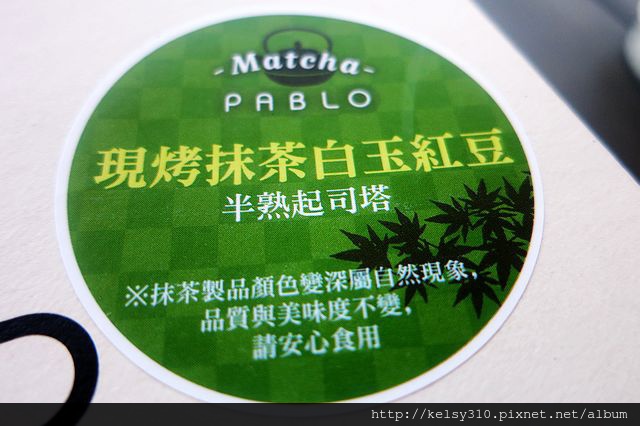 -Matcha-
PABLO
現烤抹茶白玉紅豆
半熟起司塔
※抹茶製品顏色變深屬自然現象,
品質與美味度不變,
請安心食用
http://kelsy310.pixnet.net/album